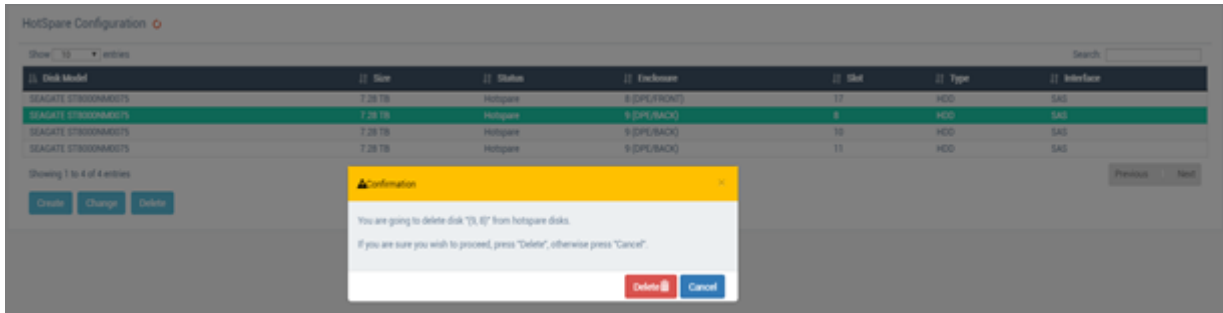 HotSpare Configuration
Show 10 entries
Search:
Disk Model Size Status Enclosure Slot Type Interface
SEAGATE ST8000NM0075 7.28 TB Hotspare 8 (DPE/FRONT) 17 HDD SAS
SEAGATE ST8000NM0075 7.28 TB Hotspare 9 (DPE/BACK) 8 HDD SAS
SEAGATE ST8000NM0075 7.28 TB Hotspare 9 (DPE/BACK) 10 HDD SAS
SEAGATE ST8000NM0075 7.28 TB Hotspare 9 (DPE/BACK) 11 HDD SAS
Showing 1 to 4 of 4 entries
Previous 1 Next
Create Change Delete
Confirmation ×
You are going to delete disk "(9, 8)" from hotspare disks.
If you are sure you wish to proceed, press "Delete", otherwise press "Cancel".
Delete Cancel